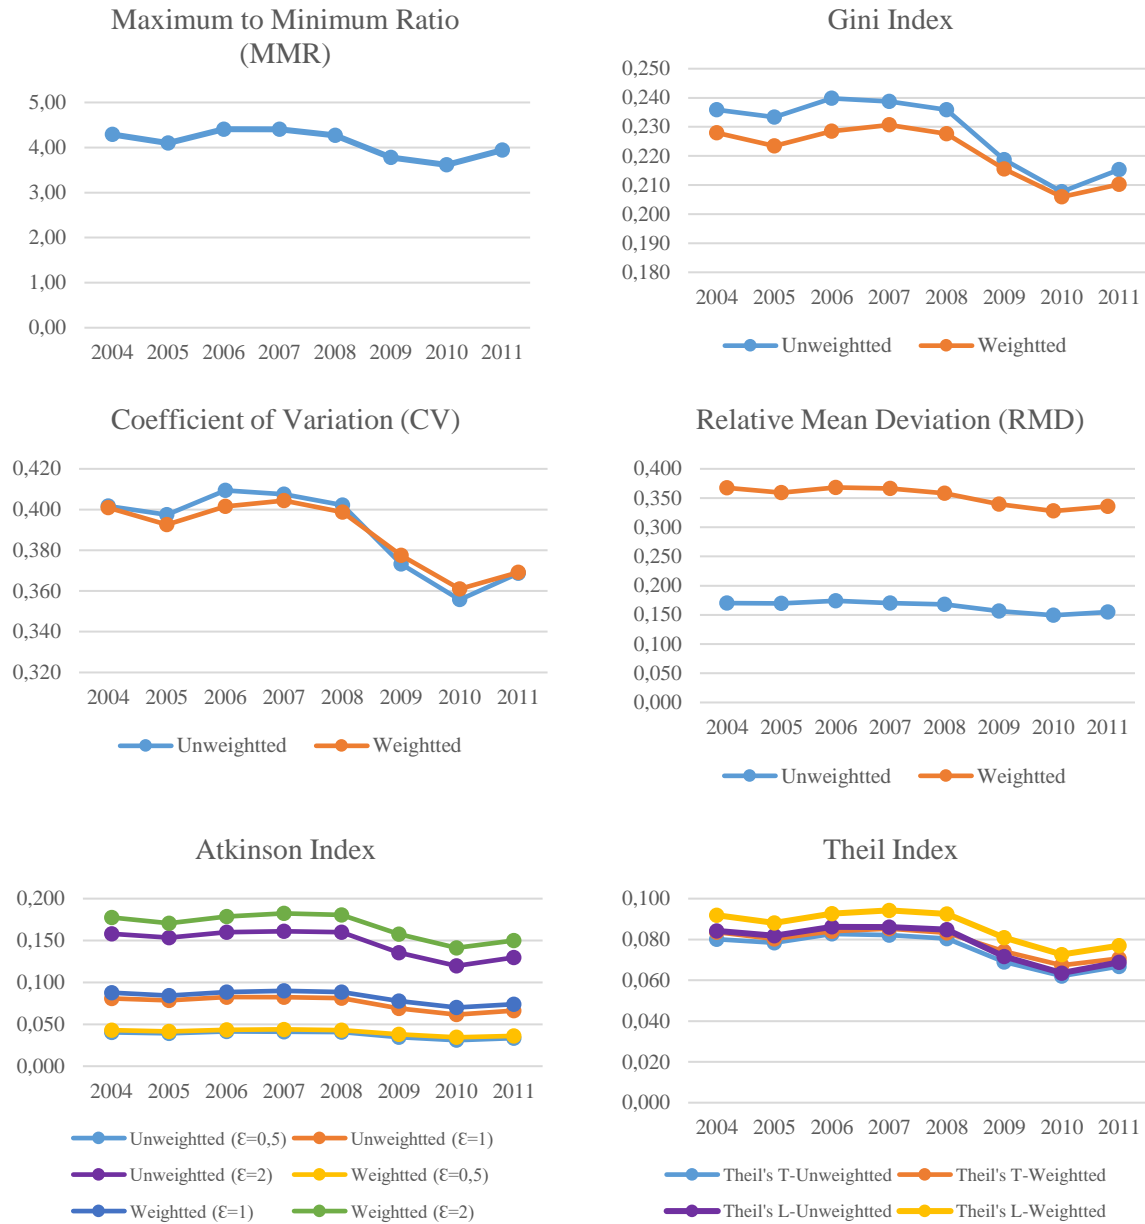 Maximum to Minimum Ratio
(MMR)
5,00
4,00
3,00
2,00
1,00
0,00
2004 2005 2006 2007 2008 2009 2010 2011
Gini Index
0,250
0,240
0,230
0,220
0,210
0,200
0,190
0,180
2004 2005 2006 2007 2008 2009 2010 2011
Unweightted Weightted
Coefficient of Variation (CV)
0,420
0,400
0,380
0,360
0,340
0,320
2004 2005 2006 2007 2008 2009 2010 2011
Unweightted Weightted
Relative Mean Deviation (RMD)
0,400
0,350
0,300
0,250
0,200
0,150
0,100
0,050
0,000
2004 2005 2006 2007 2008 2009 2010 2011
Unweightted Weightted
Atkinson Index
0,200
0,150
0,100
0,050
0,000
2004 2005 2006 2007 2008 2009 2010 2011
Unweightted (Ɛ=0,5) Unweightted (Ɛ=1)
Unweightted (Ɛ=2) Weightted (Ɛ=0,5)
Weightted (Ɛ=1) Weightted (Ɛ=2)
Theil Index
0,100
0,080
0,060
0,040
0,020
0,000
2004 2005 2006 2007 2008 2009 2010 2011
Theil's T-Unweightted Theil's T-Weightted
Theil's L-Unweightted Theil's L-Weightted